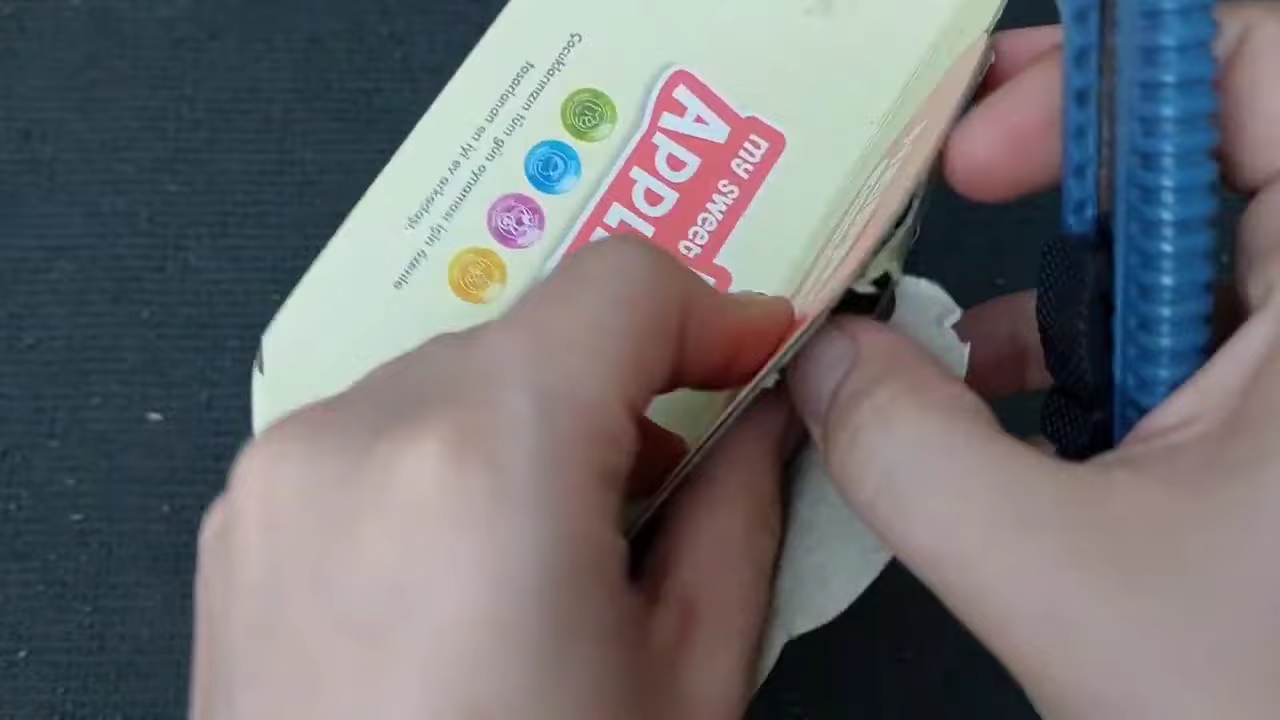 my sweet
APPL
Çocuklarımızın tüm gün oynaması için özenle
tasarlanan en iyi ev arkadaşı.